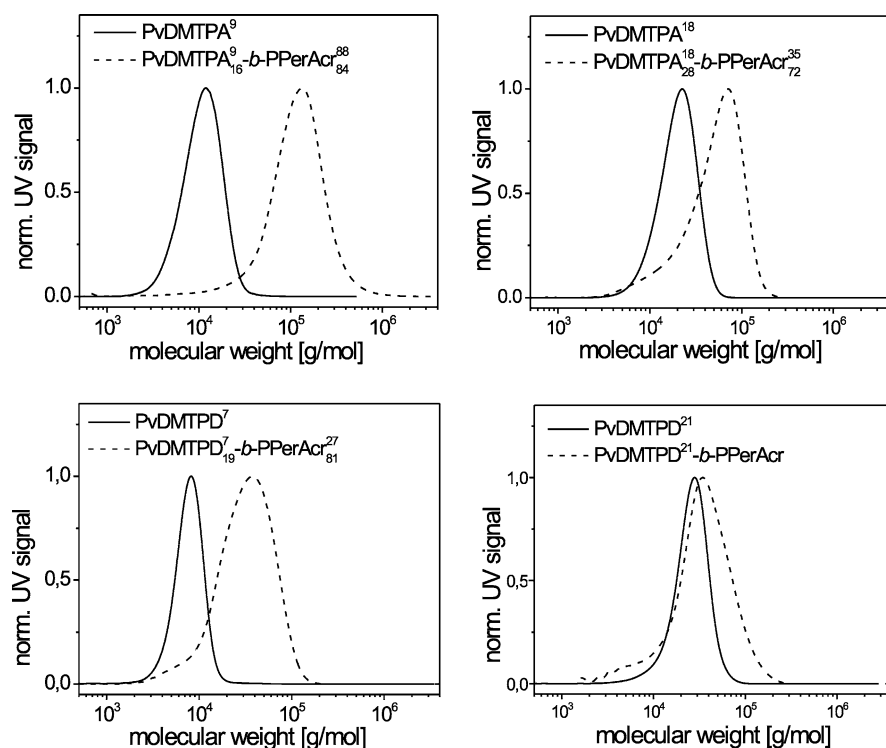 PvDMTPA⁹
PvDMTPA⁹₁₆-b-PPerAcr⁸⁸₈₄
1.0
0.5
0.0
norm. UV signal
10³ 10⁴ 10⁵ 10⁶
molecular weight [g/mol]
PvDMTPA¹⁸
PvDMTPA¹⁸₂₈-b-PPerAcr³⁵₇₂
1.0
0.5
0.0
norm. UV signal
10³ 10⁴ 10⁵ 10⁶
molecular weight [g/mol]
PvDMTPD⁷
PvDMTPD⁷₁₉-b-PPerAcr²⁷₈₁
1,0
0,5
0,0
norm. UV signal
10³ 10⁴ 10⁵ 10⁶
molecular weight [g/mol]
PvDMTPD²¹
PvDMTPD²¹-b-PPerAcr
1,0
0,5
0,0
norm. UV signal
10³ 10⁴ 10⁵ 10⁶
molecular weight [g/mol]